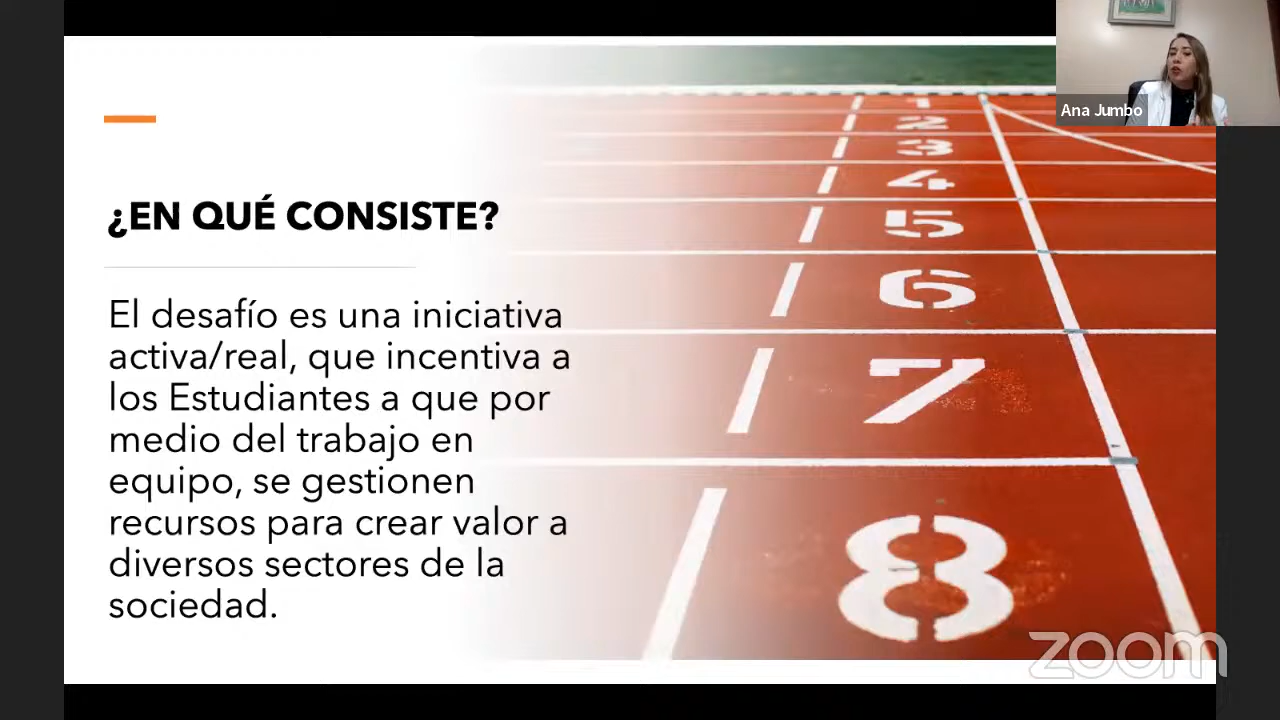 Ana Jumbo
¿EN QUÉ CONSISTE?
El desafío es una iniciativa
activa/real, que incentiva a
los Estudiantes a que por
medio del trabajo en
equipo, se gestionen
recursos para crear valor a
diversos sectores de la
sociedad.
1
2
3
4
5
6
7
8
zoom